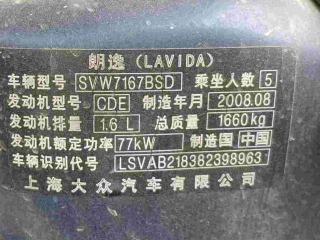 朗逸 (LAVIDA)
车辆型号 SVW7167BSD 乘坐人数 5
发动机型号 CDE 制造年月 2008.08
发动机排量 1.6 L 总质量 1660 kg
发动机额定功率 77kW 制造国 中国
车辆识别代号 LSVAB218382398963
上海大众汽车有限公司